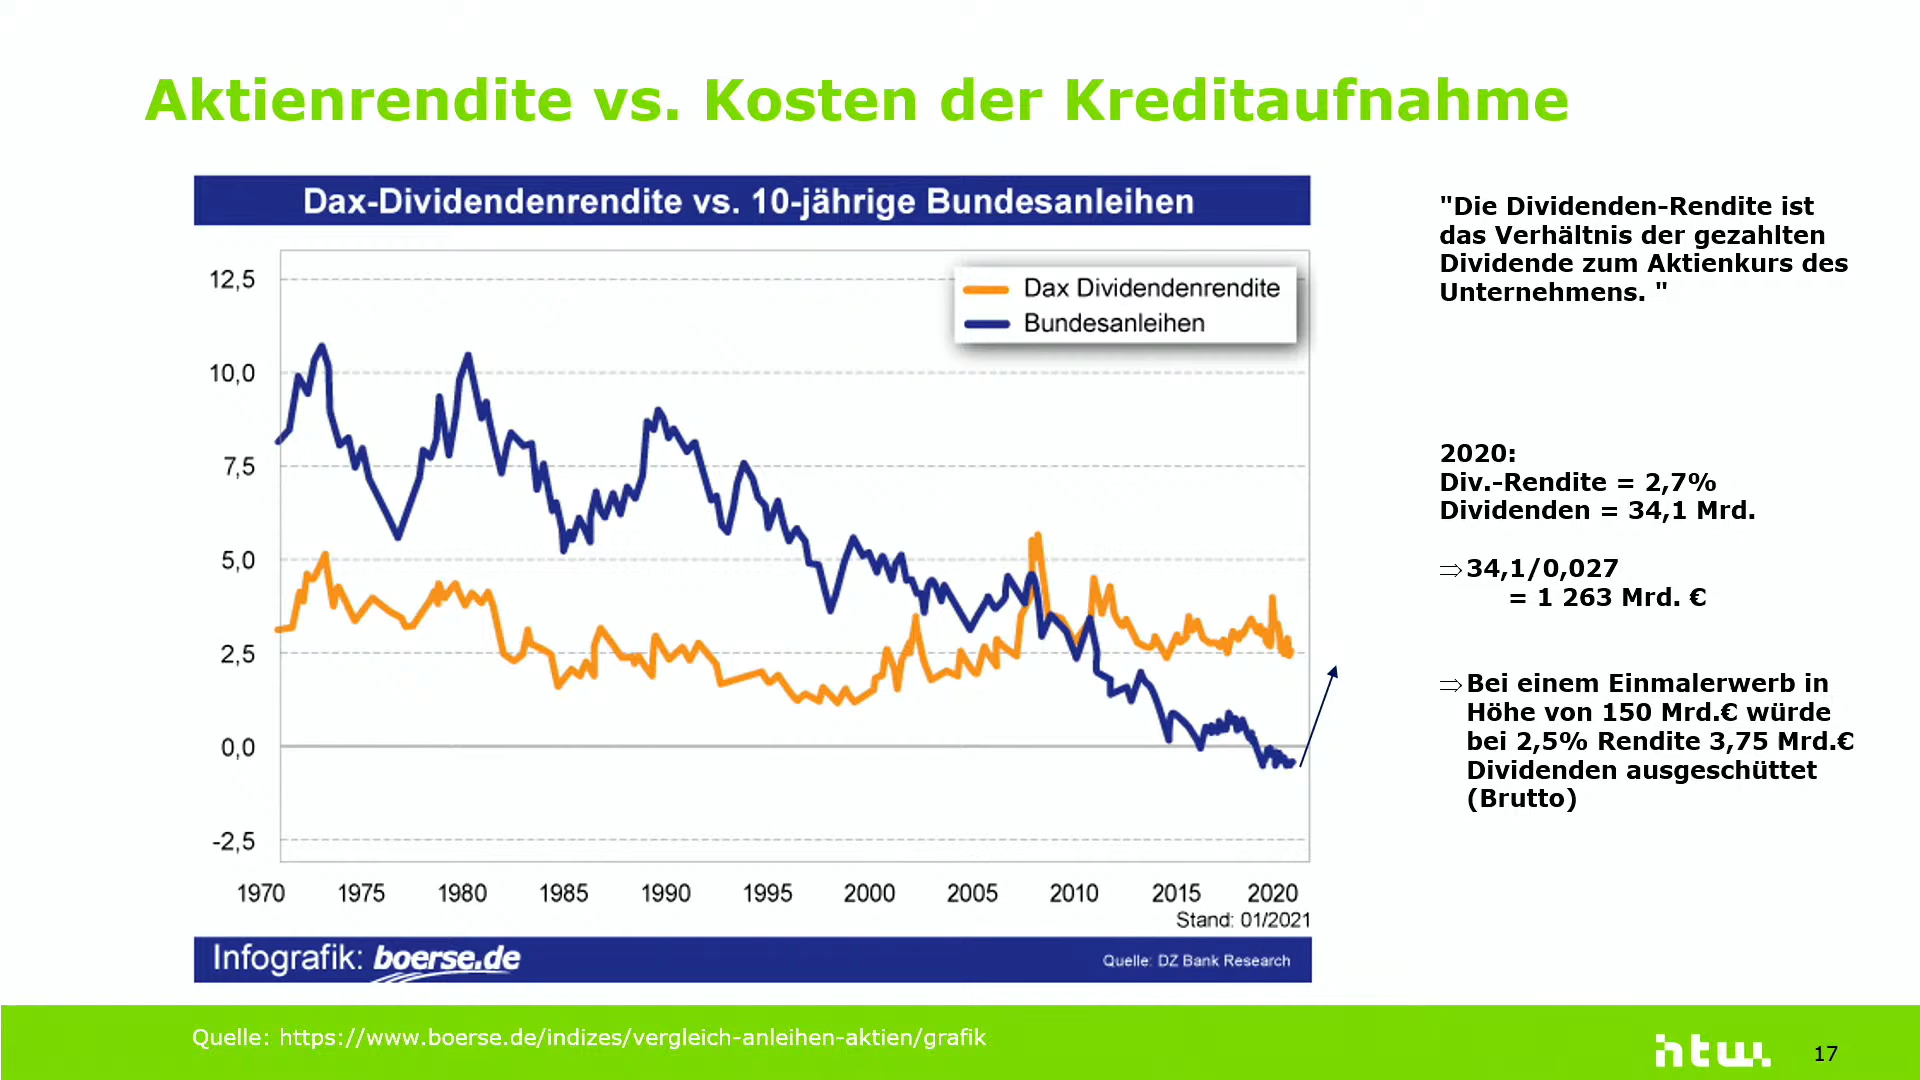 Aktienrendite vs. Kosten der Kreditaufnahme
Dax-Dividendenrendite vs. 10-jährige Bundesanleihen
Dax Dividendenrendite
Bundesanleihen
12,5
10,0
7,5
5,0
2,5
0,0
-2,5
1970 1975 1980 1985 1990 1995 2000 2005 2010 2015 2020
Stand: 01/2021
Infografik: boerse.de
Quelle: DZ Bank Research
"Die Dividenden-Rendite ist
das Verhältnis der gezahlten
Dividende zum Aktienkurs des
Unternehmens. "
2020:
Div.-Rendite = 2,7%
Dividenden = 34,1 Mrd.
⇒ 34,1/0,027
= 1 263 Mrd. €
⇒ Bei einem Einmalerwerb in
Höhe von 150 Mrd.€ würde
bei 2,5% Rendite 3,75 Mrd.€
Dividenden ausgeschüttet
(Brutto)
Quelle: https://www.boerse.de/indizes/vergleich-anleihen-aktien/grafik
htw.
17